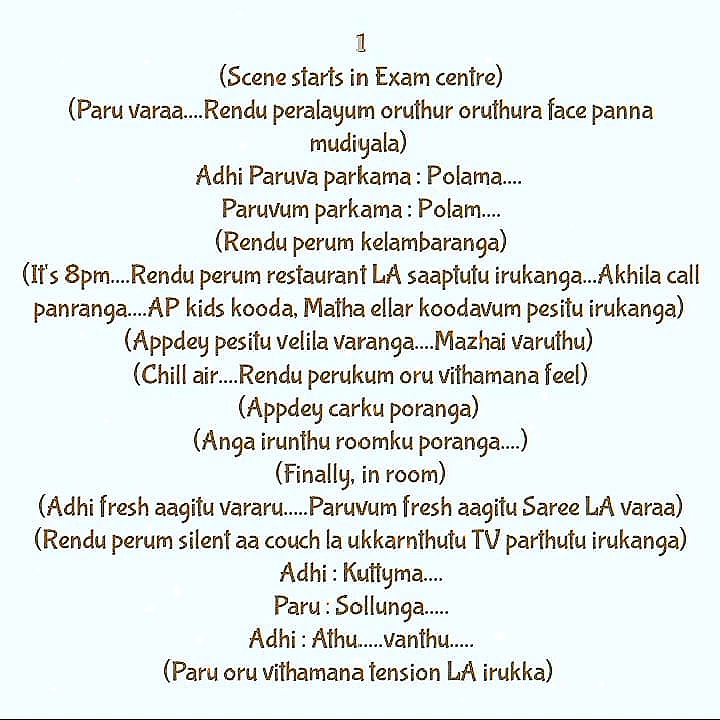 1
(Scene starts in Exam centre)
(Paru varaa....Rendu peralayum oruthur oruthura face panna
mudiyala)
Adhi Paruva parkama : Polama....
Paruvum parkama : Polam....
(Rendu perum kelambaranga)
(It's 8pm....Rendu perum restaurant LA saaptutu irukanga...Akhila call
panranga....AP kids kooda, Matha ellar koodavum pesitu irukanga)
(Appdey pesitu velila varanga....Mazhai varuthu)
(Chill air....Rendu perukum oru vithamana feel)
(Appdey carku poranga)
(Anga irunthu roomku poranga....)
(Finally, in room)
(Adhi fresh aagitu vararu.....Paruvum fresh aagitu Saree LA varaa)
(Rendu perum silent aa couch la ukkarnthutu TV parthutu irukanga)
Adhi : Kuttyma....
Paru : Sollunga.....
Adhi : Athu.....vanthu.....
(Paru oru vithamana tension LA irukka)